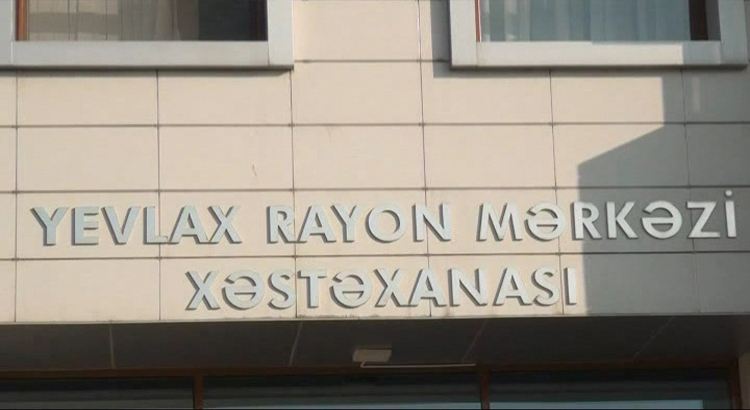 YEVLAX RAYON MƏRKƏZİ
XƏSTƏXANASI